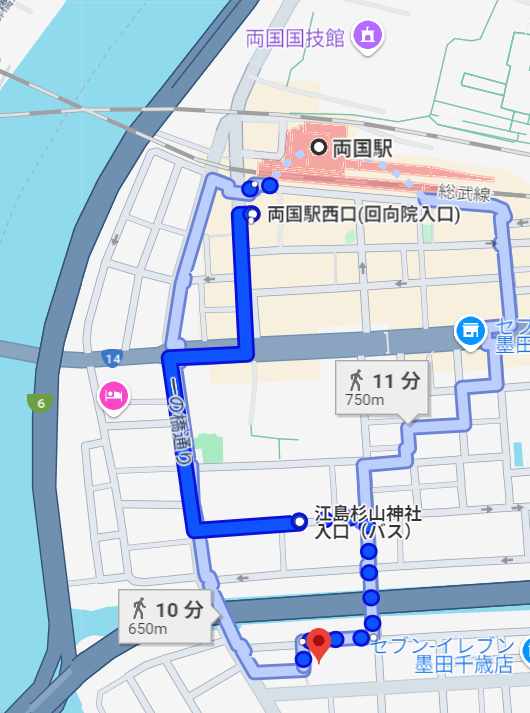 両国国技館
両国駅
総武線
両国駅西口(回向院入口)
セブ
墨田
14
11 分
750m
6
一の橋通り
江島杉山神社
入口（バス）
10 分
650m
セブン-イレブン
墨田千歳店